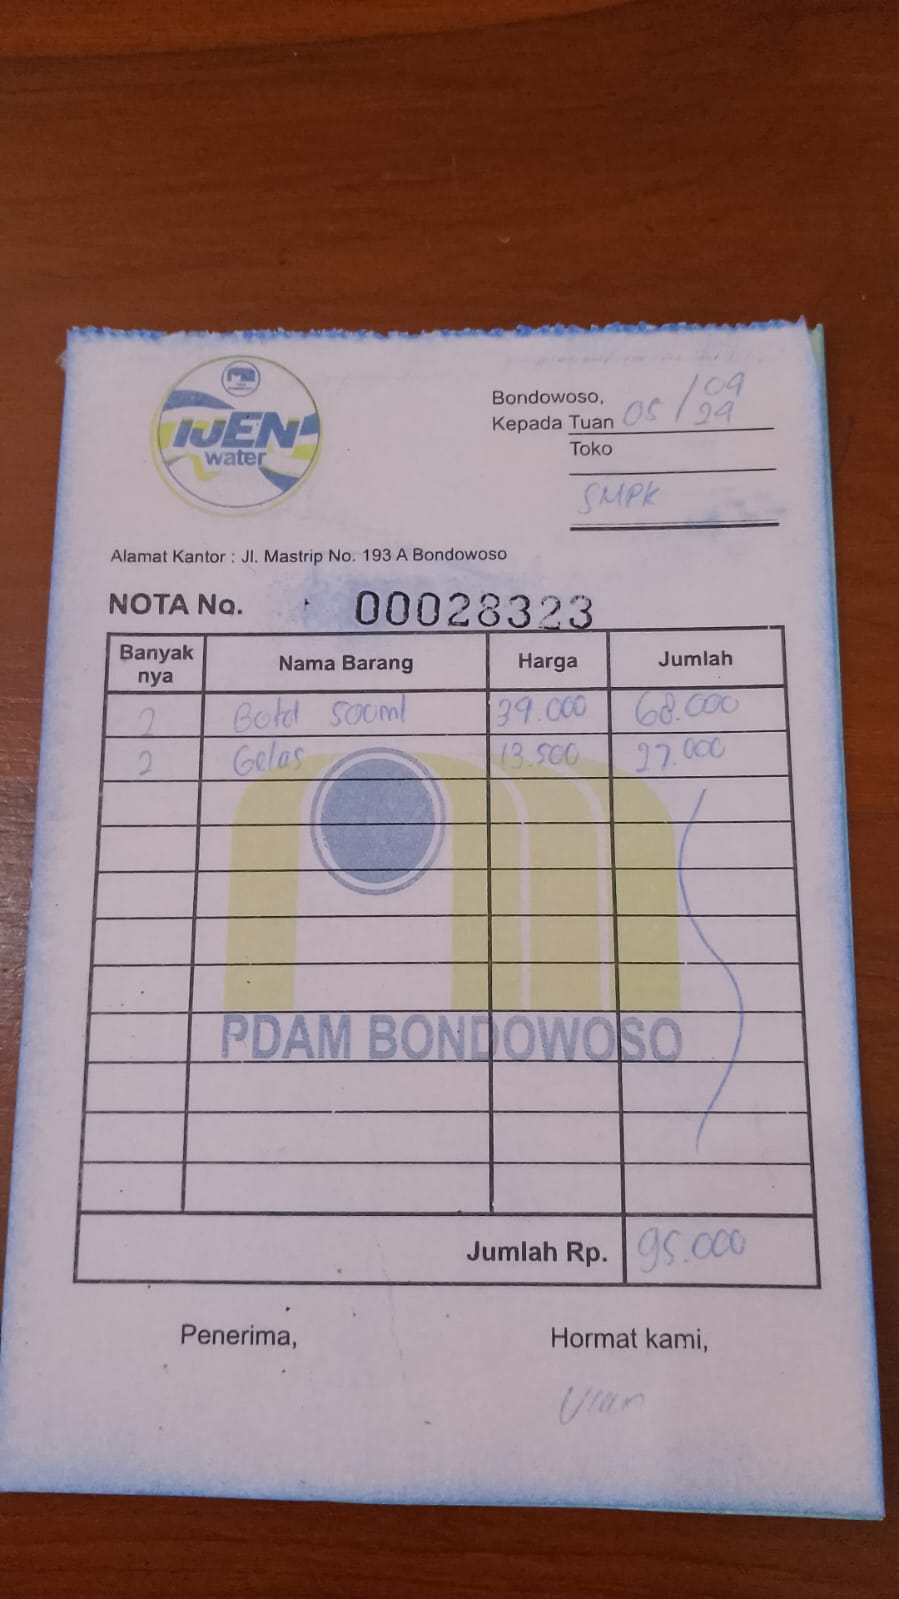 IJEN
water
Bondowoso,
Kepada Tuan 05 / 09
24
Toko
SMPK
Alamat Kantor : Jl. Mastrip No. 193 A Bondowoso
NOTA No. 00028323
Banyak nya Nama Barang Harga Jumlah
2 Botol 500ml 34.000 68.000
2 Gelas 13.500 27.000
PDAM BONDOWOSO
Jumlah Rp. 95.000
Penerima, Hormat kami,